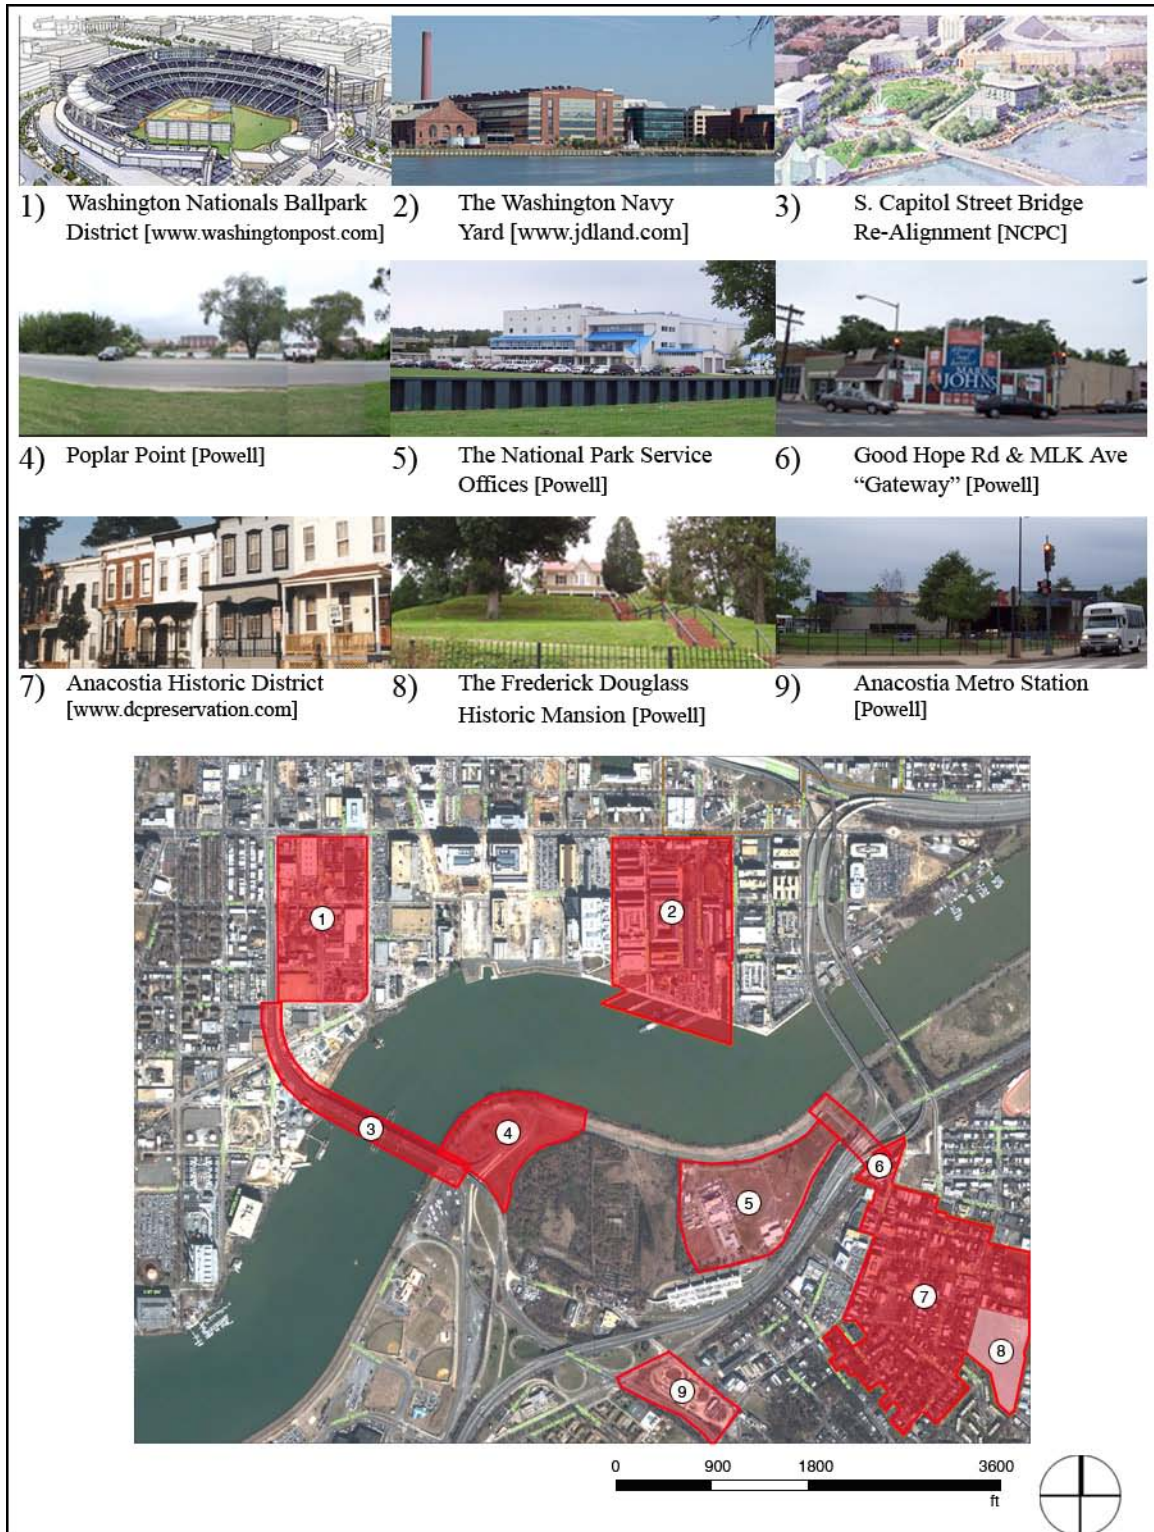 1) Washington Nationals Ballpark
District [www.washingtonpost.com]
2) The Washington Navy
Yard [www.jdland.com]
3) S. Capitol Street Bridge
Re-Alignment [NCPC]
MARY
JOHNS
4) Poplar Point [Powell]
5) The National Park Service
Offices [Powell]
6) Good Hope Rd & MLK Ave
“Gateway” [Powell]
7) Anacostia Historic District
[www.dcpreservation.com]
8) The Frederick Douglass
Historic Mansion [Powell]
9) Anacostia Metro Station
[Powell]
1
2
3
4
5
6
7
8
9
0 900 1800 3600
ft